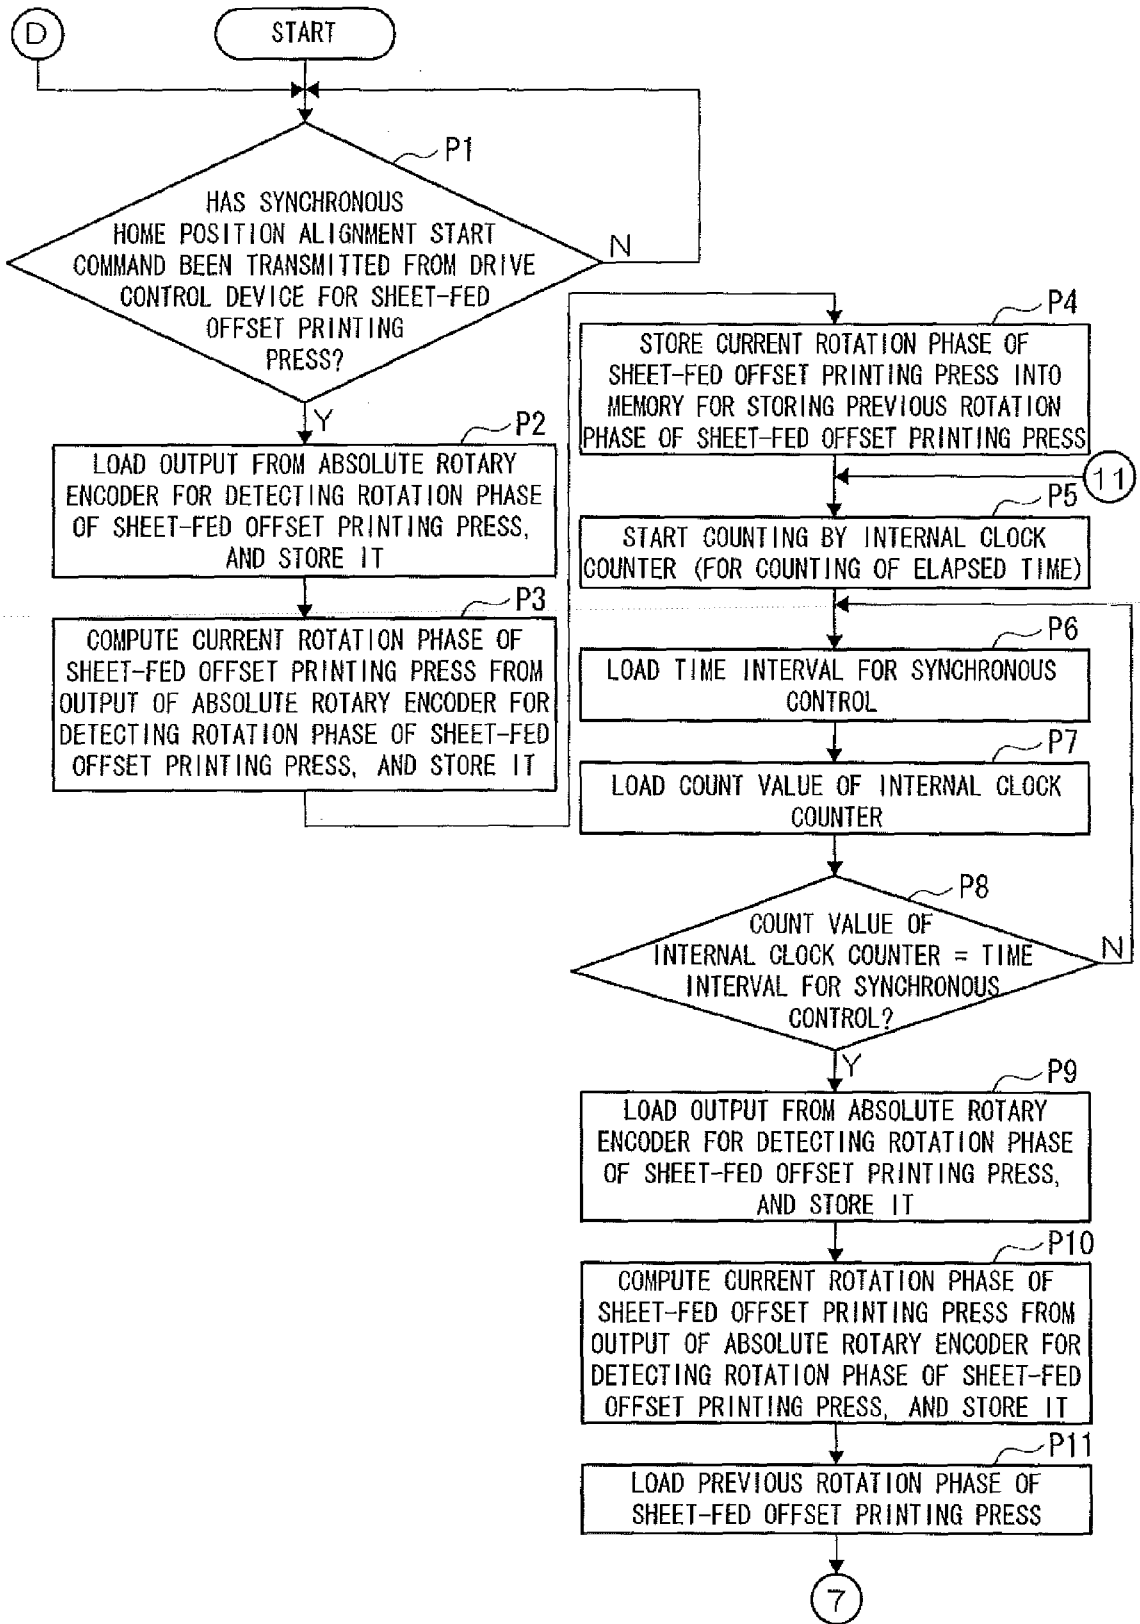 D
START
P1
HAS SYNCHRONOUS
HOME POSITION ALIGNMENT START
COMMAND BEEN TRANSMITTED FROM DRIVE
CONTROL DEVICE FOR SHEET-FED
OFFSET PRINTING
PRESS?
N
Y
P2
LOAD OUTPUT FROM ABSOLUTE ROTARY
ENCODER FOR DETECTING ROTATION PHASE
OF SHEET-FED OFFSET PRINTING PRESS,
AND STORE IT
P3
COMPUTE CURRENT ROTATION PHASE OF
SHEET-FED OFFSET PRINTING PRESS FROM
OUTPUT OF ABSOLUTE ROTARY ENCODER FOR
DETECTING ROTATION PHASE OF SHEET-FED
OFFSET PRINTING PRESS, AND STORE IT
P4
STORE CURRENT ROTATION PHASE OF
SHEET-FED OFFSET PRINTING PRESS INTO
MEMORY FOR STORING PREVIOUS ROTATION
PHASE OF SHEET-FED OFFSET PRINTING PRESS
11
P5
START COUNTING BY INTERNAL CLOCK
COUNTER (FOR COUNTING OF ELAPSED TIME)
P6
LOAD TIME INTERVAL FOR SYNCHRONOUS
CONTROL
P7
LOAD COUNT VALUE OF INTERNAL CLOCK
COUNTER
P8
COUNT VALUE OF
INTERNAL CLOCK COUNTER = TIME
INTERVAL FOR SYNCHRONOUS
CONTROL?
N
Y
P9
LOAD OUTPUT FROM ABSOLUTE ROTARY
ENCODER FOR DETECTING ROTATION PHASE
OF SHEET-FED OFFSET PRINTING PRESS,
AND STORE IT
P10
COMPUTE CURRENT ROTATION PHASE OF
SHEET-FED OFFSET PRINTING PRESS FROM
OUTPUT OF ABSOLUTE ROTARY ENCODER FOR
DETECTING ROTATION PHASE OF SHEET-FED
OFFSET PRINTING PRESS, AND STORE IT
P11
LOAD PREVIOUS ROTATION PHASE OF
SHEET-FED OFFSET PRINTING PRESS
7